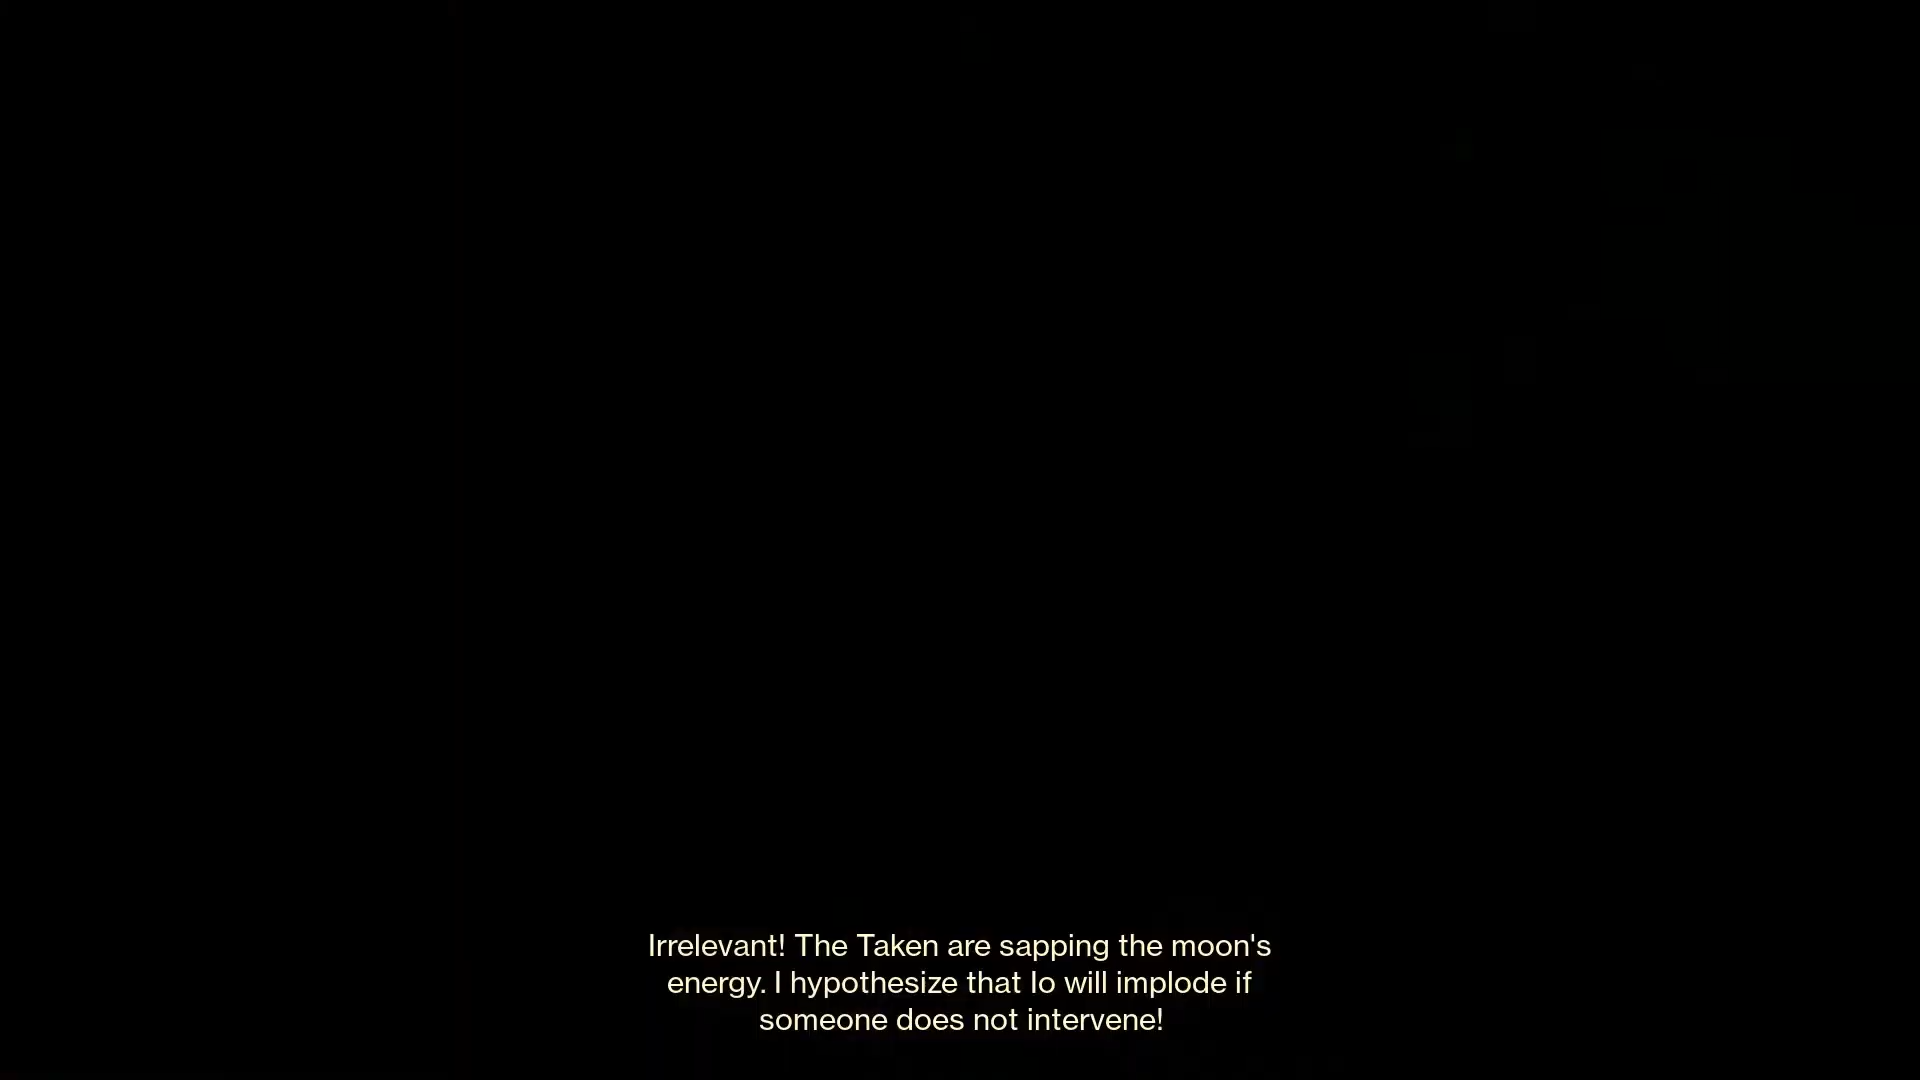 Irrelevant! The Taken are sapping the moon's
energy. I hypothesize that Io will implode if
someone does not intervene!